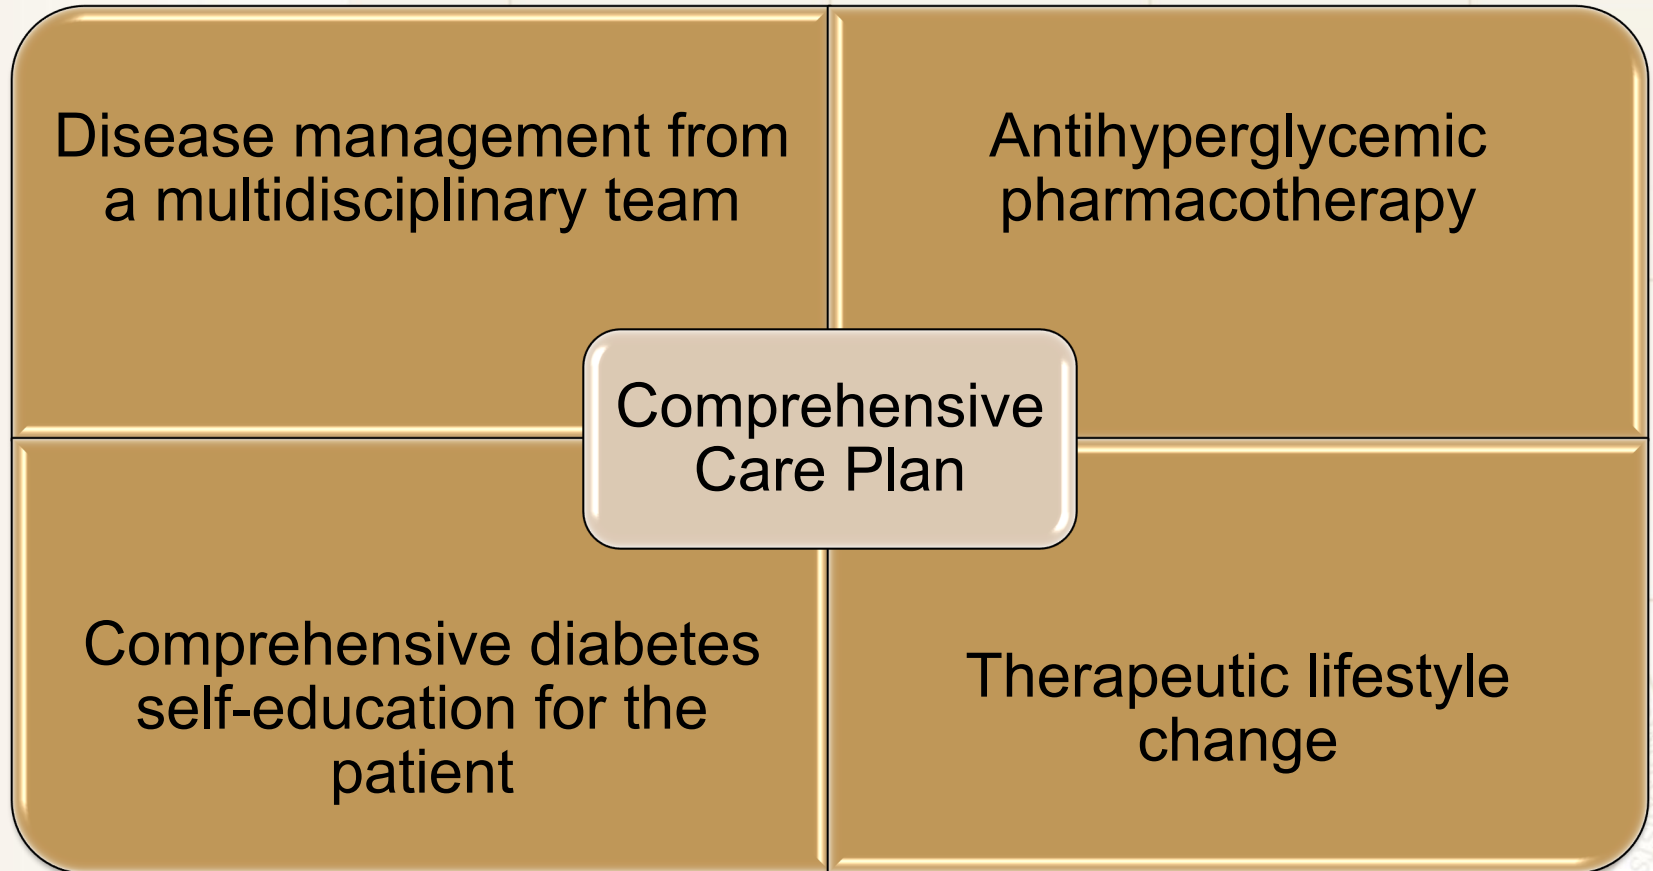 Disease management from
a multidisciplinary team
Antihyperglycemic
pharmacotherapy
Comprehensive
Care Plan
Comprehensive diabetes
self-education for the
patient
Therapeutic lifestyle
change